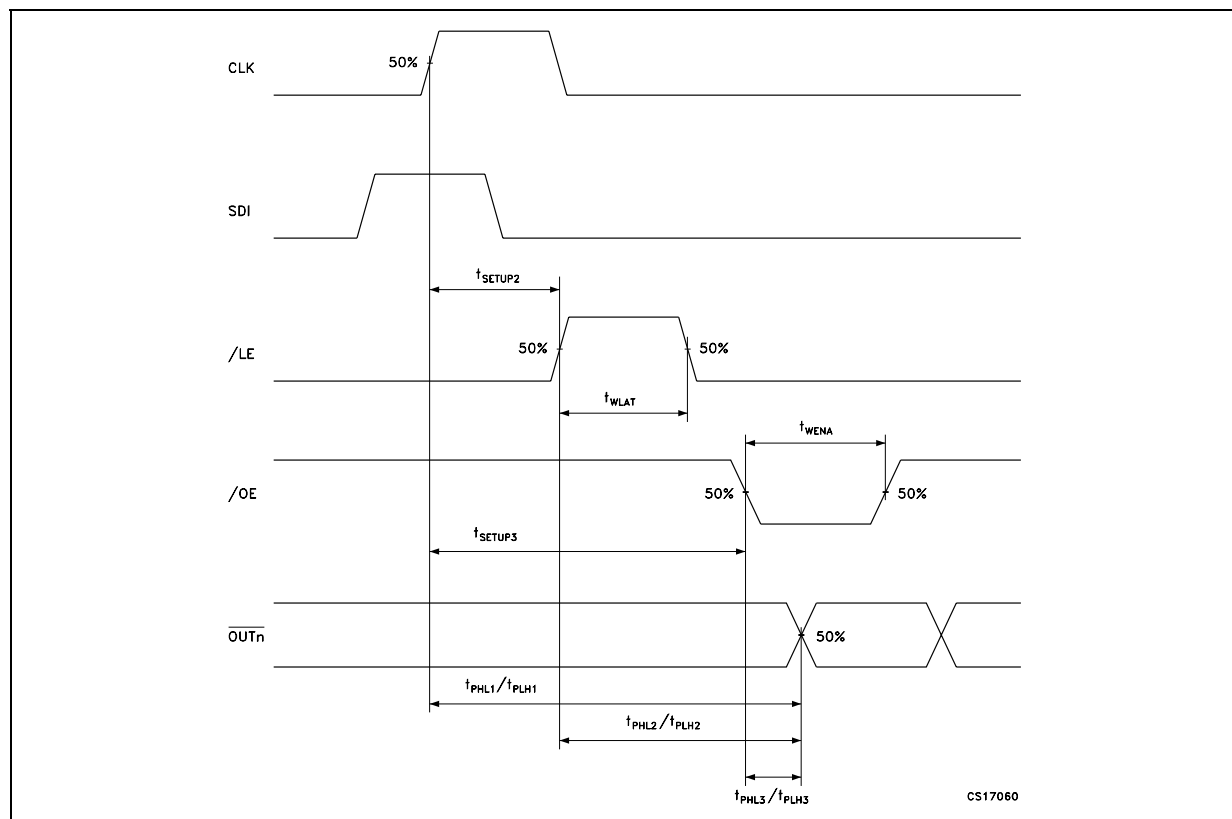 CLK
50%
SDI
tSETUP2
/LE
50%
50%
tWLAT
tWENA
/OE
50%
50%
tSETUP3
OUTn
50%
tPHL1/tPLH1
tPHL2/tPLH2
tPHL3/tPLH3
CS17060